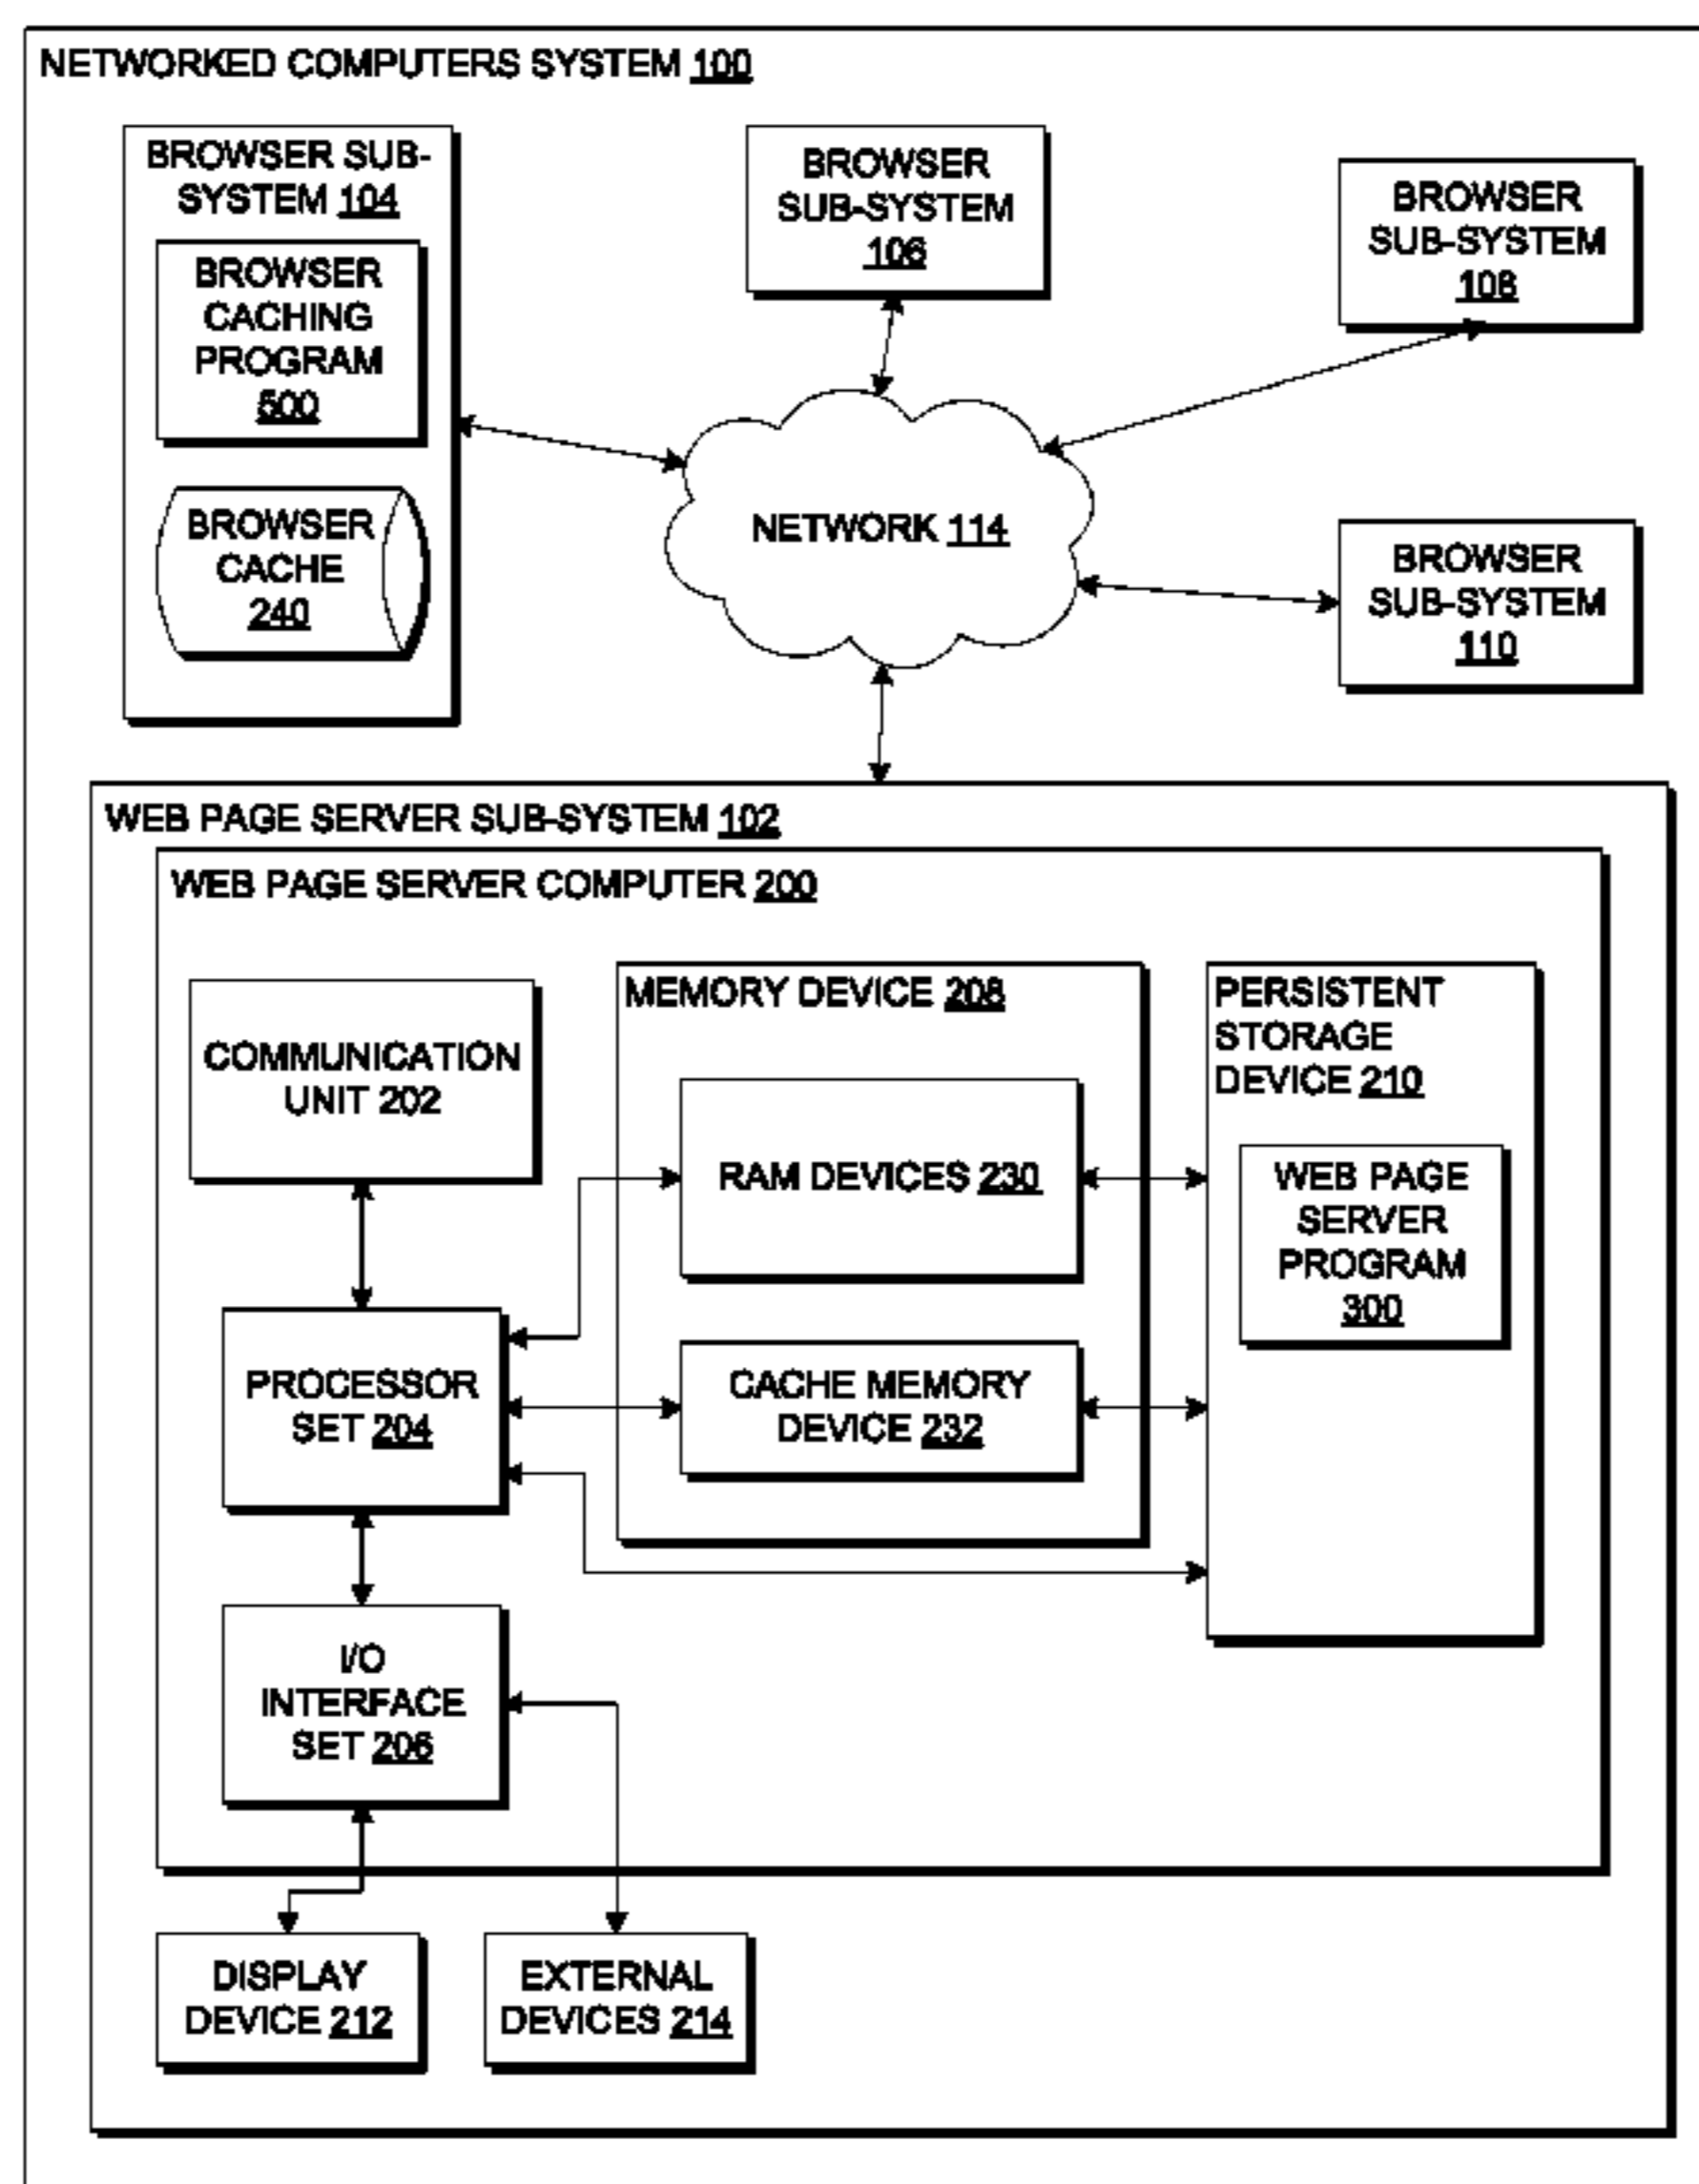 NETWORKED COMPUTERS SYSTEM 100
BROWSER SUB-
SYSTEM 104
BROWSER
CACHING
PROGRAM
500
BROWSER
CACHE
240
BROWSER
SUB-SYSTEM
106
BROWSER
SUB-SYSTEM
108
NETWORK 114
BROWSER
SUB-SYSTEM
110
WEB PAGE SERVER SUB-SYSTEM 102
WEB PAGE SERVER COMPUTER 200
COMMUNICATION
UNIT 202
MEMORY DEVICE 208
RAM DEVICES 230
CACHE MEMORY
DEVICE 232
PERSISTENT
STORAGE
DEVICE 210
WEB PAGE
SERVER
PROGRAM
300
PROCESSOR
SET 204
I/O
INTERFACE
SET 206
DISPLAY
DEVICE 212
EXTERNAL
DEVICES 214